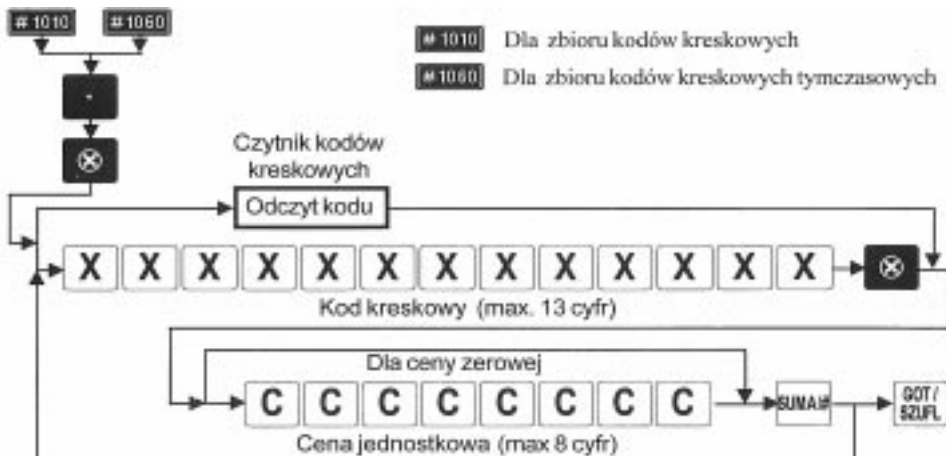 #1010 #1060
#1010 Dla zbioru kodów kreskowych
#1060 Dla zbioru kodów kreskowych tymczasowych
Czytnik kodów
kreskowych
Odczyt kodu
X X X X X X X X X X X X X
Kod kreskowy (max. 13 cyfr)
Dla ceny zerowej
C C C C C C C C SUMA# GOT/
SZUFL
Cena jednostkowa (max 8 cyfr)